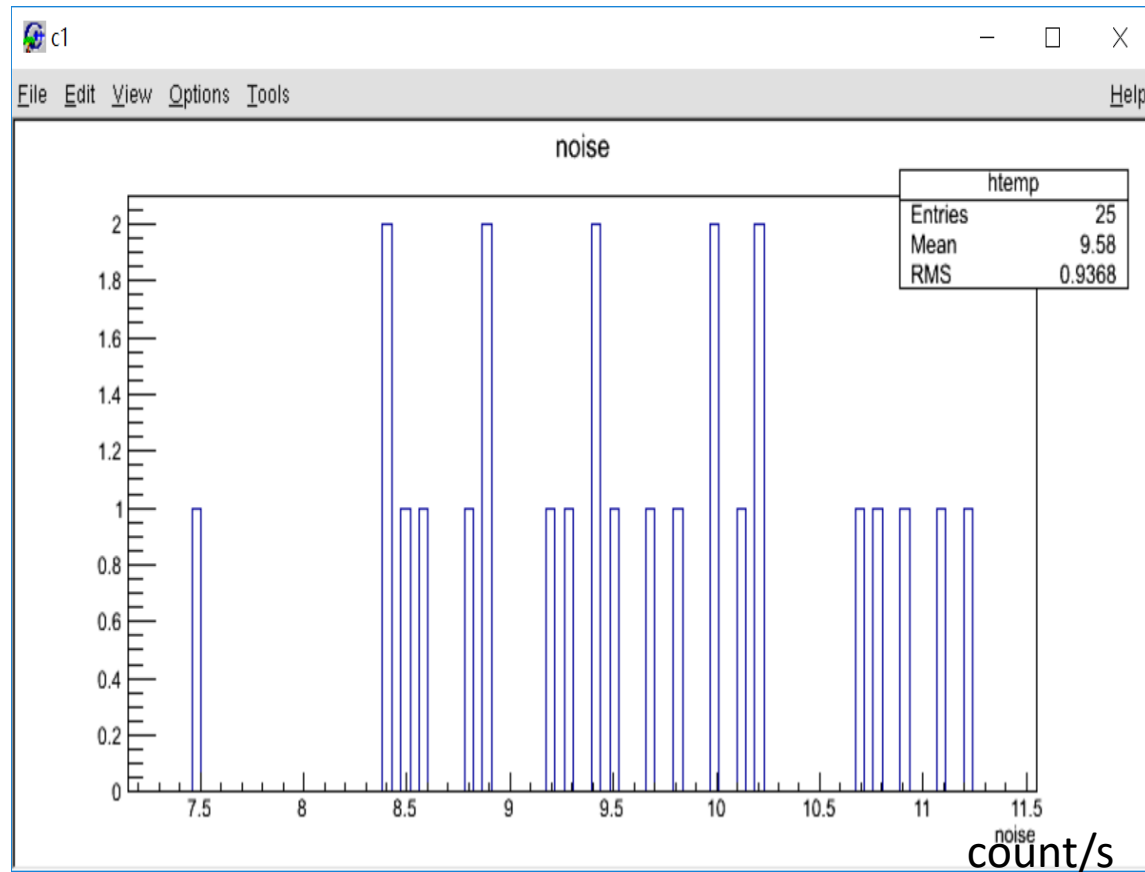 c1
File Edit View Options Tools Help
noise
htemp
Entries 25
Mean 9.58
RMS 0.9368
2
1.8
1.6
1.4
1.2
1
0.8
0.6
0.4
0.2
0
7.5 8 8.5 9 9.5 10 10.5 11 11.5
noise
count/s